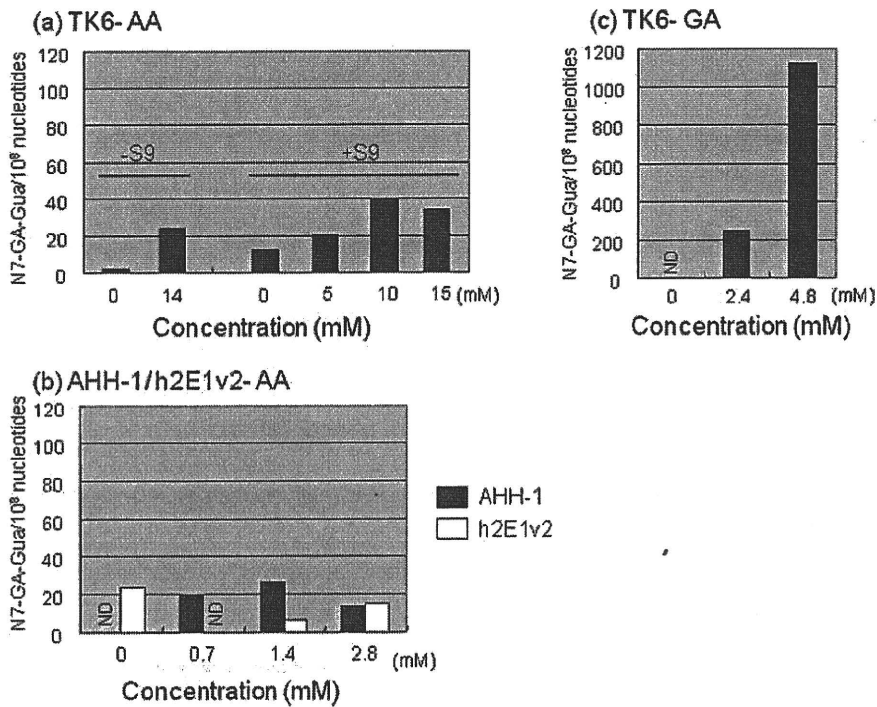 (a) TK6- AA
N7-GA-Gua/10⁸ nucleotides
120
100
80
60
40
20
0
-S9
+S9
0
14
0
5
10
15 (mM)
Concentration (mM)
(c) TK6- GA
N7-GA-Gua/10⁸ nucleotides
1200
1000
800
600
400
200
0
ND
0
2.4
4.8
(mM)
Concentration (mM)
(b) AHH-1/h2E1v2- AA
N7-GA-Gua/10⁸ nucleotides
120
100
80
60
40
20
0
ND
ND
0
0.7
1.4
2.8
(mM)
Concentration (mM)
AHH-1
h2E1v2